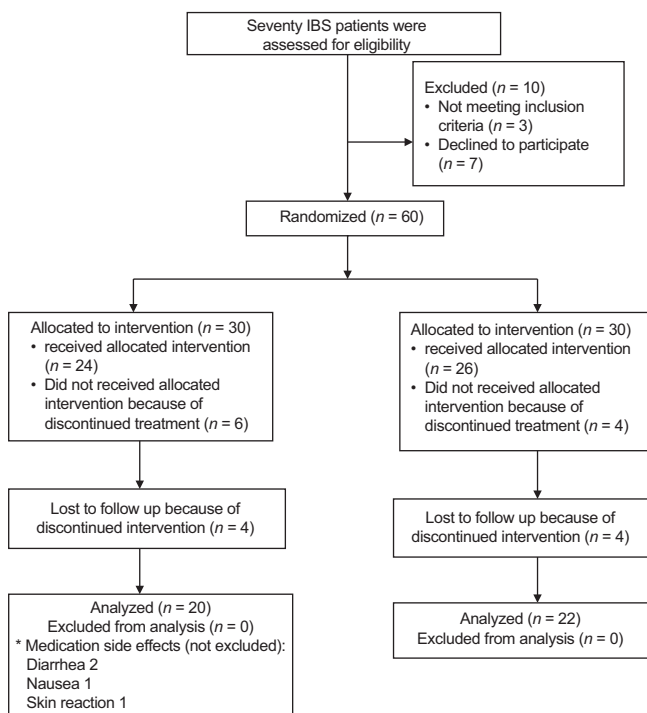 Seventy IBS patients were
assessed for eligibility
Excluded (n = 10)
• Not meeting inclusion
criteria (n = 3)
• Declined to participate
(n = 7)
Randomized (n = 60)
Allocated to intervention (n = 30)
• received allocated intervention
(n = 24)
• Did not received allocated
intervention because of
discontinued treatment (n = 6)
Allocated to intervention (n = 30)
• received allocated intervention
(n = 26)
• Did not received allocated
intervention because of
discontinued treatment (n = 4)
Lost to follow up because of
discontinued intervention (n = 4)
Lost to follow up because of
discontinued intervention (n = 4)
Analyzed (n = 20)
Excluded from analysis (n = 0)
* Medication side effects (not excluded):
Diarrhea 2
Nausea 1
Skin reaction 1
Analyzed (n = 22)
Excluded from analysis (n = 0)